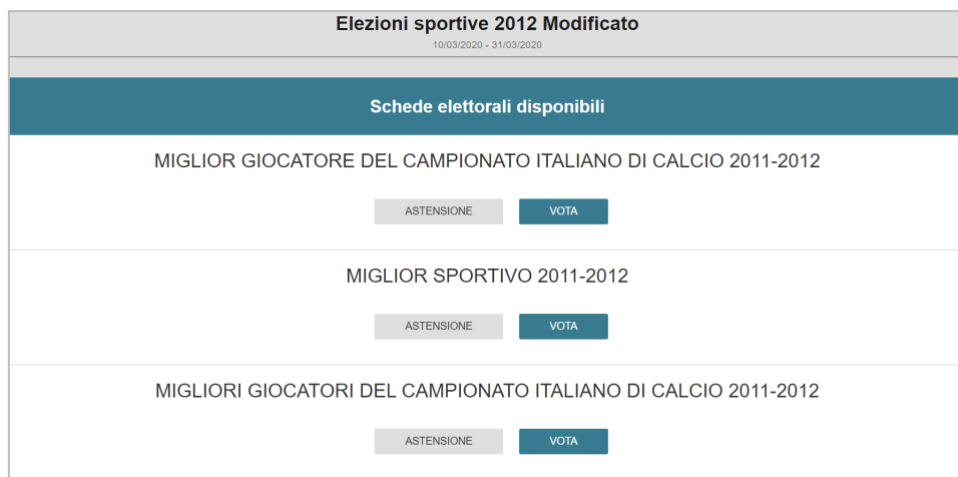 Elezioni sportive 2012 Modificato
10/03/2020 - 31/03/2020
Schede elettorali disponibili
MIGLIOR GIOCATORE DEL CAMPIONATO ITALIANO DI CALCIO 2011-2012
ASTENSIONE VOTA
MIGLIOR SPORTIVO 2011-2012
ASTENSIONE VOTA
MIGLIORI GIOCATORI DEL CAMPIONATO ITALIANO DI CALCIO 2011-2012
ASTENSIONE VOTA